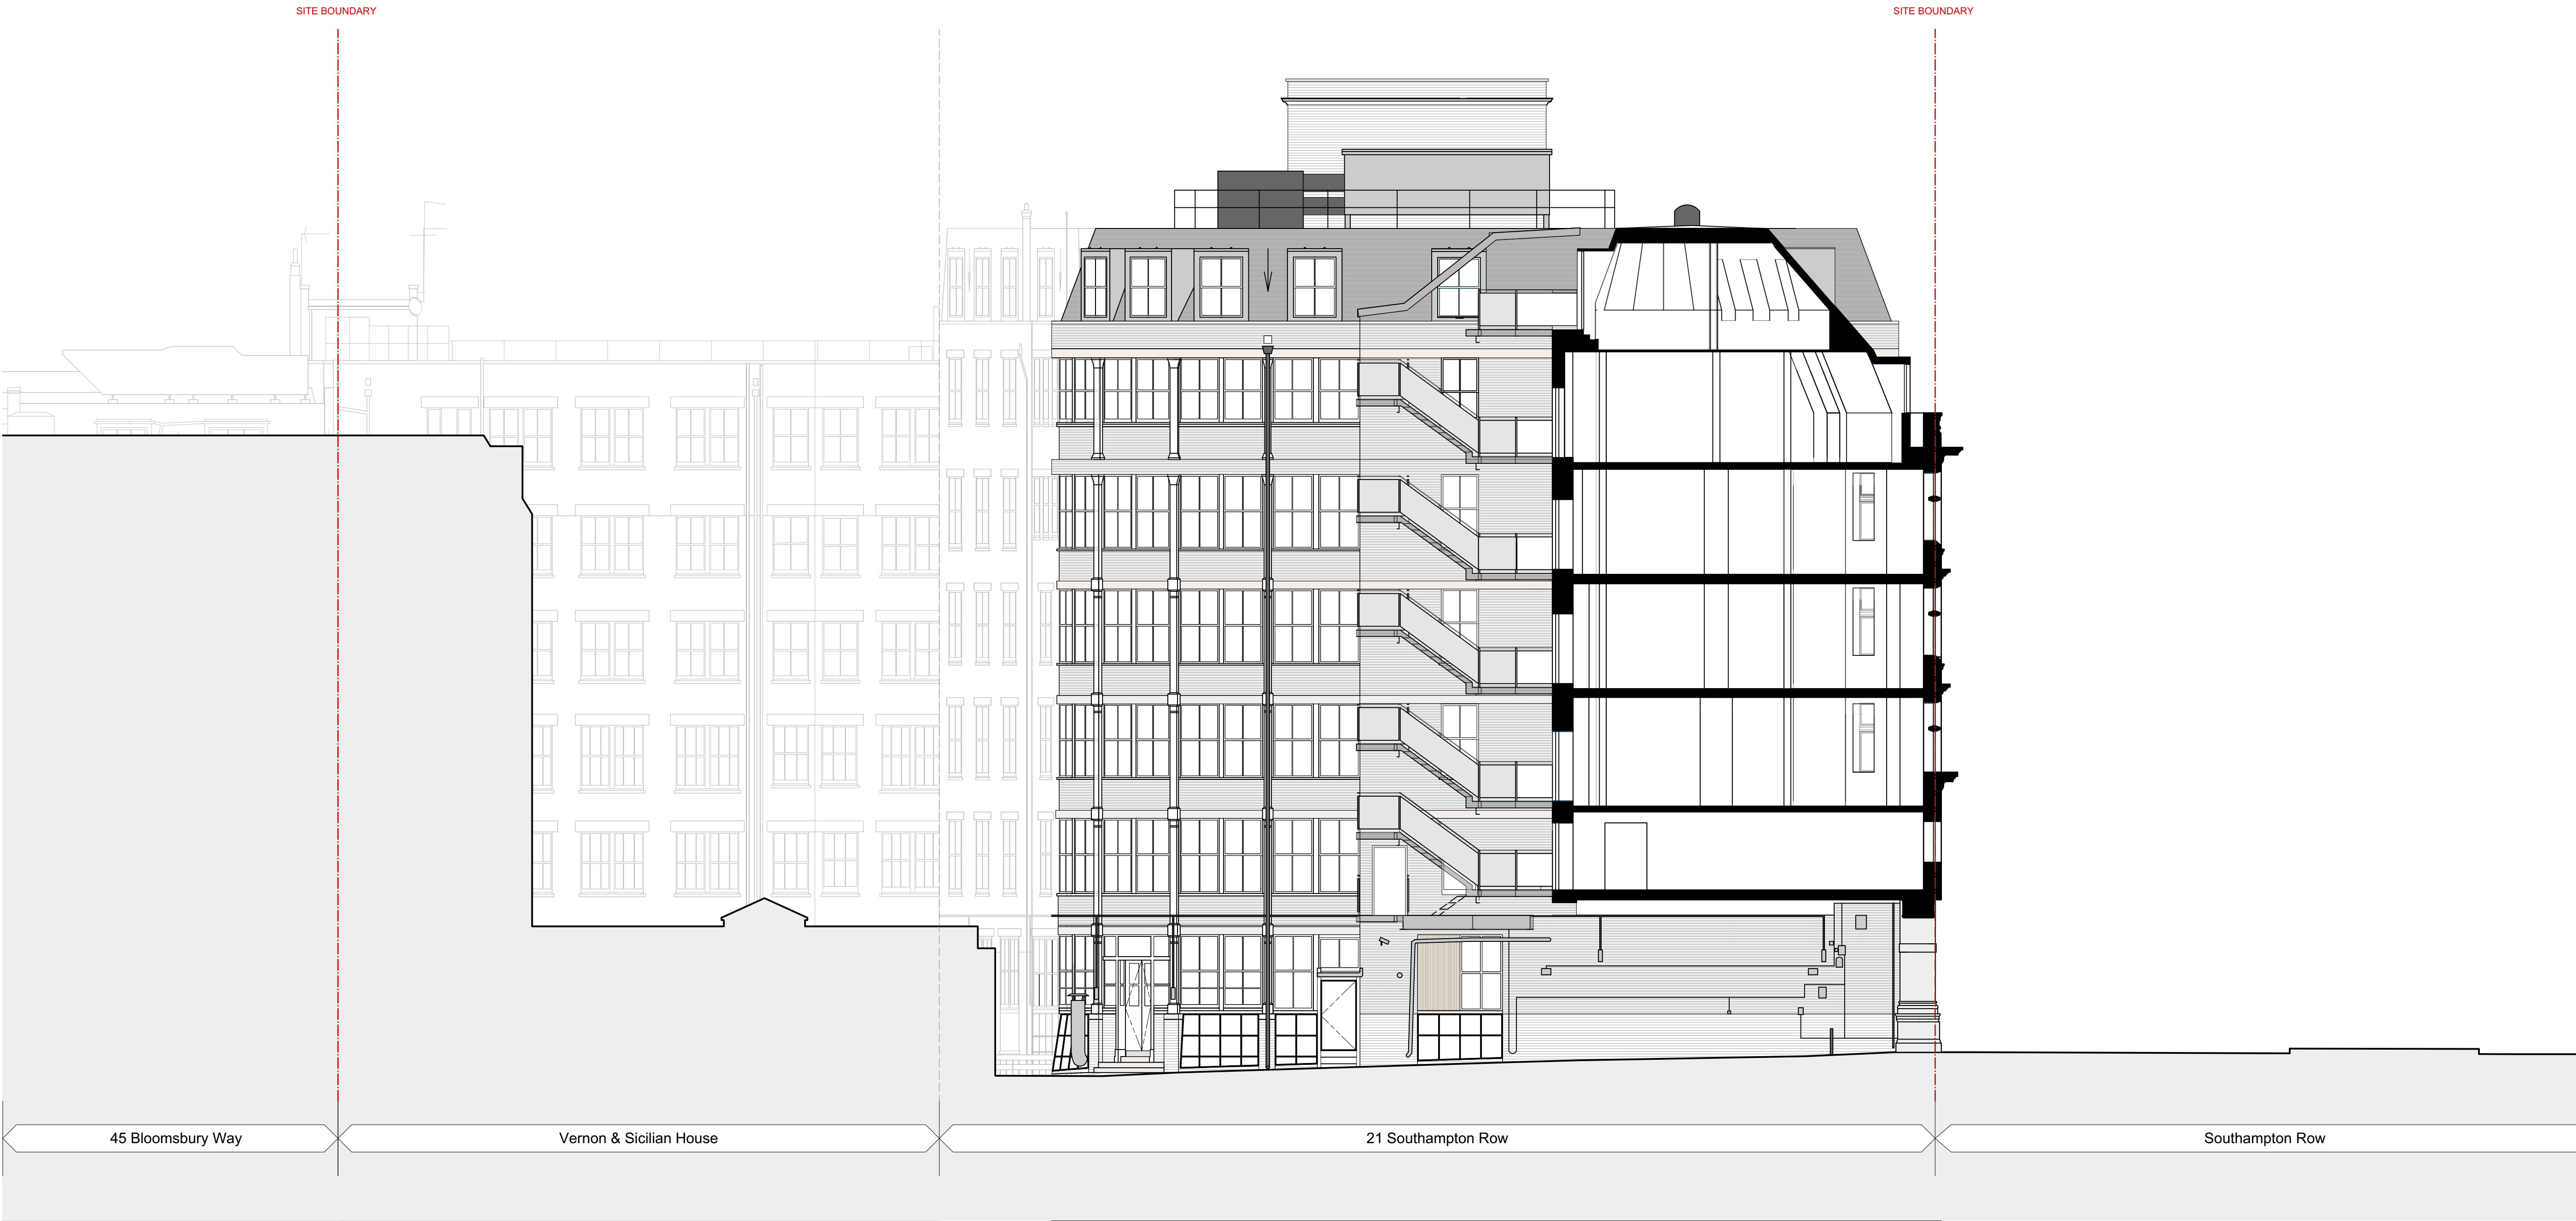 SITE BOUNDARY
SITE BOUNDARY
45 Bloomsbury Way
Vernon & Sicilian House
21 Southampton Row
Southampton Row